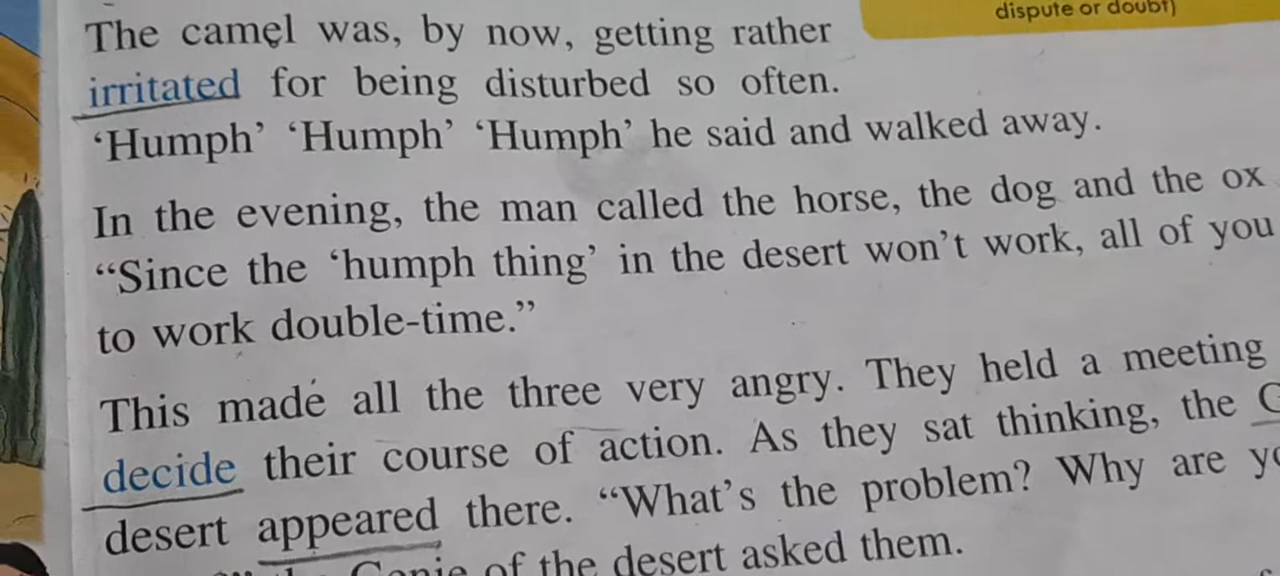 dispute or doubt)
The camel was, by now, getting rather
irritated for being disturbed so often.
‘Humph’ ‘Humph’ ‘Humph’ he said and walked away.
In the evening, the man called the horse, the dog and the ox
“Since the ‘humph thing’ in the desert won’t work, all of you
to work double-time.”
This made all the three very angry. They held a meeting
decide their course of action. As they sat thinking, the
desert appeared there. “What’s the problem? Why are
Genie of the desert asked them.